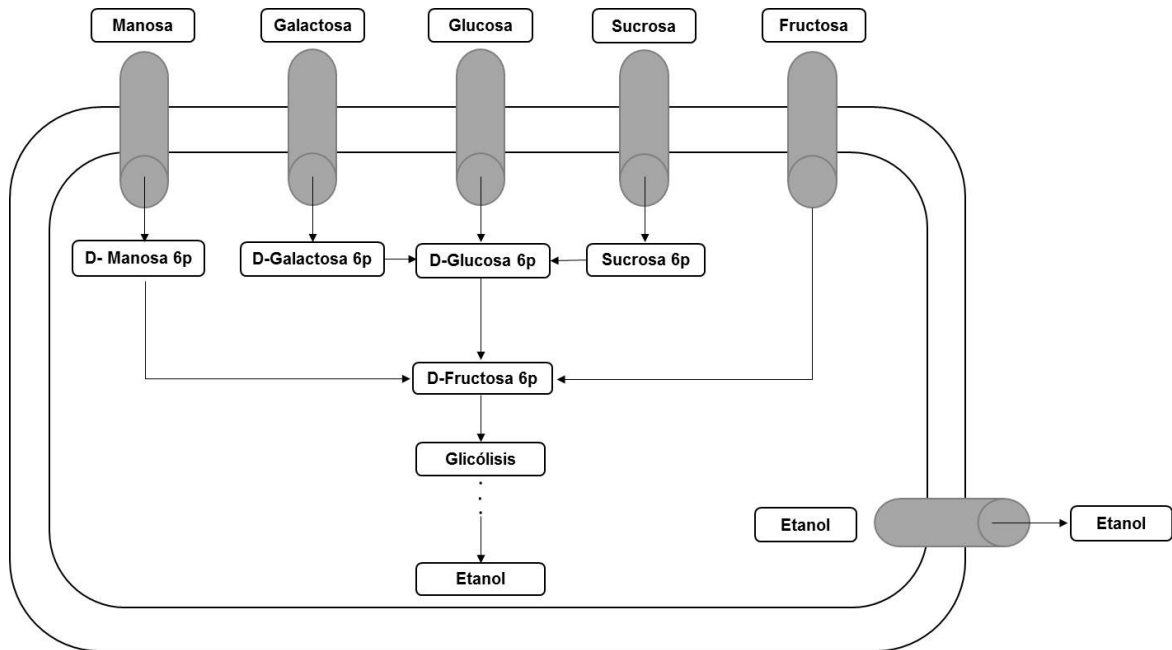 Manosa
Galactosa
Glucosa
Sucrosa
Fructosa
D- Manosa 6p
D-Galactosa 6p
D-Glucosa 6p
Sucrosa 6p
D-Fructosa 6p
Glicólisis
Etanol
Etanol
Etanol